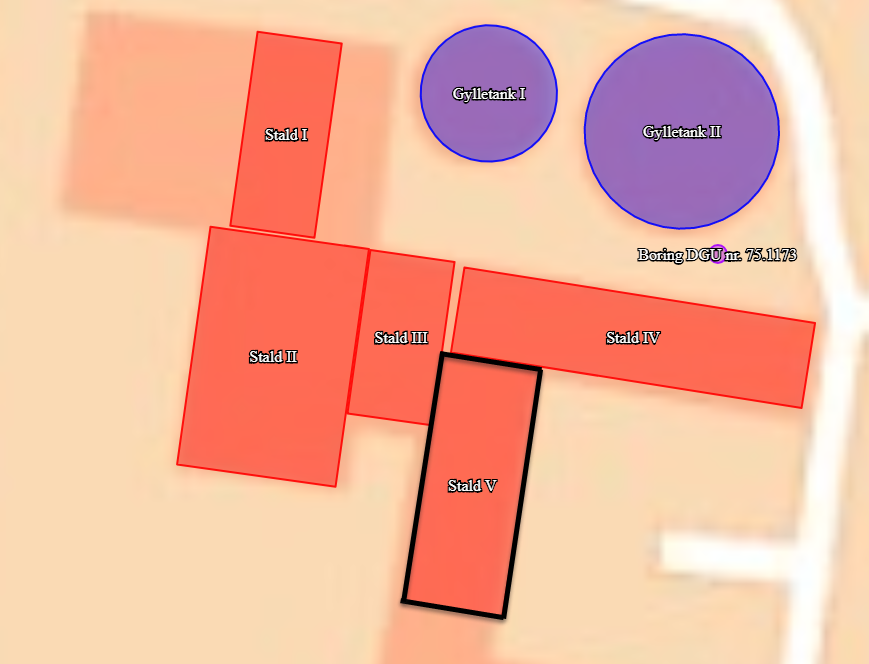 Gylletank I
Gylletank II
Stald I
Boring DGU nr. 75.1173
Stald III
Stald IV
Stald II
Stald V